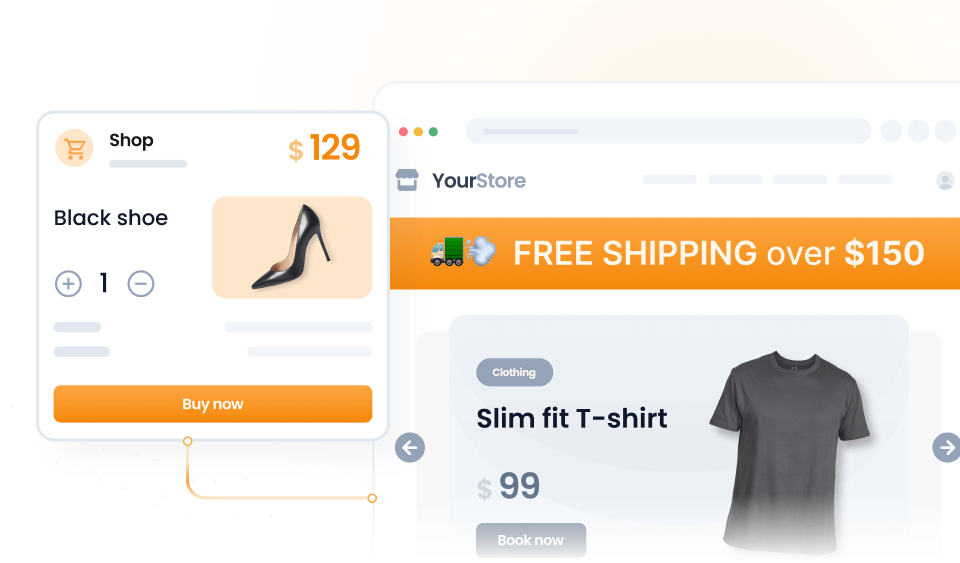 Shop
$ 129
Black shoe
1
Buy now
YourStore
FREE SHIPPING over $150
Clothing
Slim fit T-shirt
$ 99
Book now